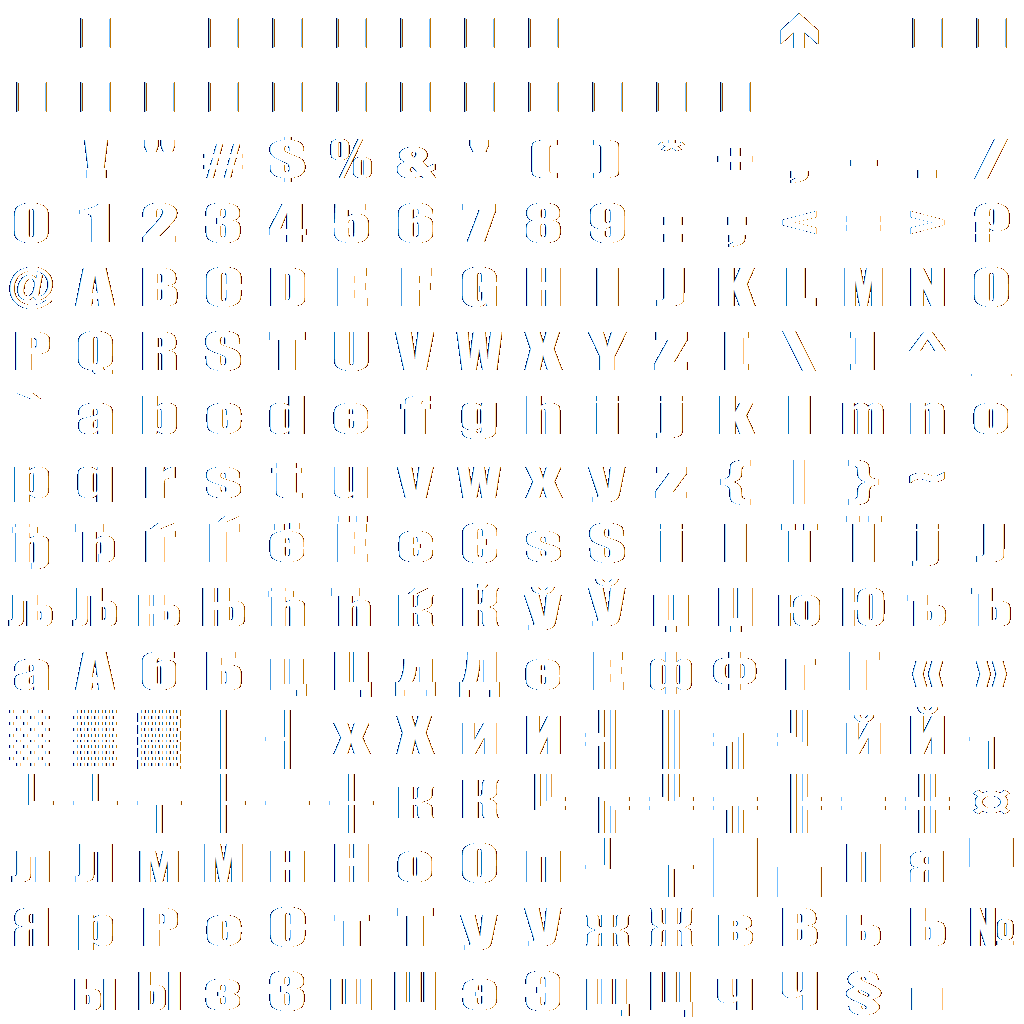 ! " # $ % & ' ( ) * + , - . /
0 1 2 3 4 5 6 7 8 9 : ; < = > ?
@ A B C D E F G H I J K L M N O
P Q R S T U V W X Y Z [ \ ] ^ _
` a b c d e f g h i j k l m n o
p q r s t u v w x y z { | } ~
ђ Ђ ѓ Ѓ ё Ё є Є ѕ Ѕ і І ї Ї ј Ј
љ Љ њ Њ ћ Ћ ќ Ќ ў Ў џ Џ ю Ю ъ Ъ
а А б Б ц Ц д Д е Е ф Ф г Г « »
░ ▒ ▓ │ ┤ х Х и И ╣ ║ ╗ ╝ й Й ┐
└ ┴ ┬ ├ ─ ┼ к К ╚ ╔ ╩ ╦ ╠ ═ ╬ ¤
л Л м М н Н о О п ┘ ┌ █ ▄ П я ▀
Я р Р с С т Т у У ж Ж в В ь Ь №
ы Ы з З ш Ш э Э щ Щ ч Ч § ■